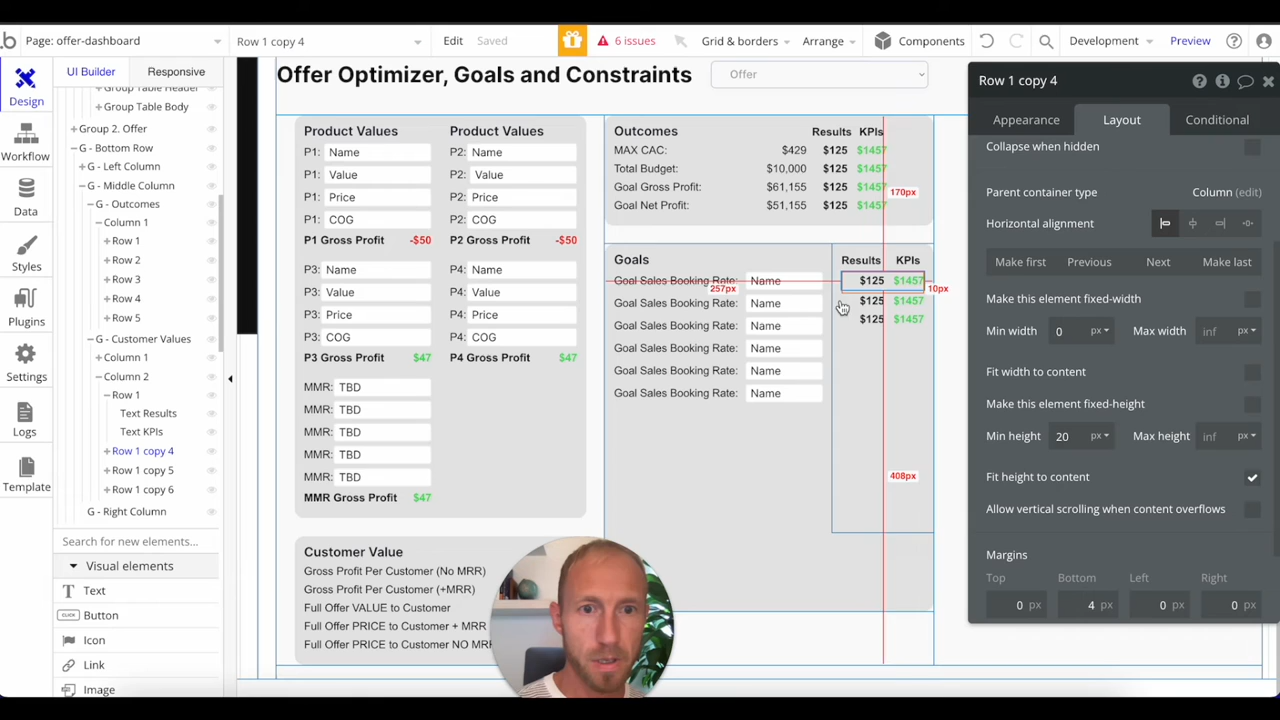 Page: offer-dashboard
Row 1 copy 4
Edit
Saved
6 issues
Grid & borders
Arrange
Components
Development
Preview
Design
Workflow
Data
Styles
Plugins
Settings
Logs
Template
UI Builder
Responsive
Group Table Header
Group Table Body
Group 2. Offer
G - Bottom Row
G - Left Column
G - Middle Column
G - Outcomes
Column 1
Row 1
Row 2
Row 3
Row 4
Row 5
G - Customer Values
Column 1
Column 2
Row 1
Text Results
Text KPIs
Row 1 copy 4
Row 1 copy 5
Row 1 copy 6
G - Right Column
Search for new elements...
Visual elements
Text
CLICK
Button
Icon
Link
Image
Offer Optimizer, Goals and Constraints
Offer
Product Values
P1: Name
P1: Value
P1: Price
P1: COG
P1 Gross Profit -$50
P3: Name
P3: Value
P3: Price
P3: COG
P3 Gross Profit $47
MMR: TBD
MMR: TBD
MMR: TBD
MMR: TBD
MMR: TBD
MMR Gross Profit $47
Product Values
P2: Name
P2: Value
P2: Price
P2: COG
P2 Gross Profit -$50
P4: Name
P4: Value
P4: Price
P4: COG
P4 Gross Profit $47
Customer Value
Gross Profit Per Customer (No MRR)
Gross Profit Per Customer (+MRR)
Full Offer VALUE to Customer
Full Offer PRICE to Customer + MRR
Full Offer PRICE to Customer NO MRR
Outcomes Results KPIs
MAX CAC: $429 $125 $1457
Total Budget: $10,000 $125 $1457
Goal Gross Profit: $61,155 $125 $1457
Goal Net Profit: $51,155 $125 $1457
170px
Goals Results KPIs
Goal Sales Booking Rate: Name $125 $1457
257px
10px
Goal Sales Booking Rate: Name $125 $1457
Goal Sales Booking Rate: Name $125 $1457
Goal Sales Booking Rate: Name
Goal Sales Booking Rate: Name
Goal Sales Booking Rate: Name
408px
Row 1 copy 4
Appearance
Layout
Conditional
Collapse when hidden
Parent container type Column (edit)
Horizontal alignment
Make first
Previous
Next
Make last
Make this element fixed-width
Min width 0 px Max width inf px
Fit width to content
Make this element fixed-height
Min height 20 px Max height inf px
Fit height to content
Allow vertical scrolling when content overflows
Margins
Top Bottom Left Right
0 px 4 px 0 px 0 px